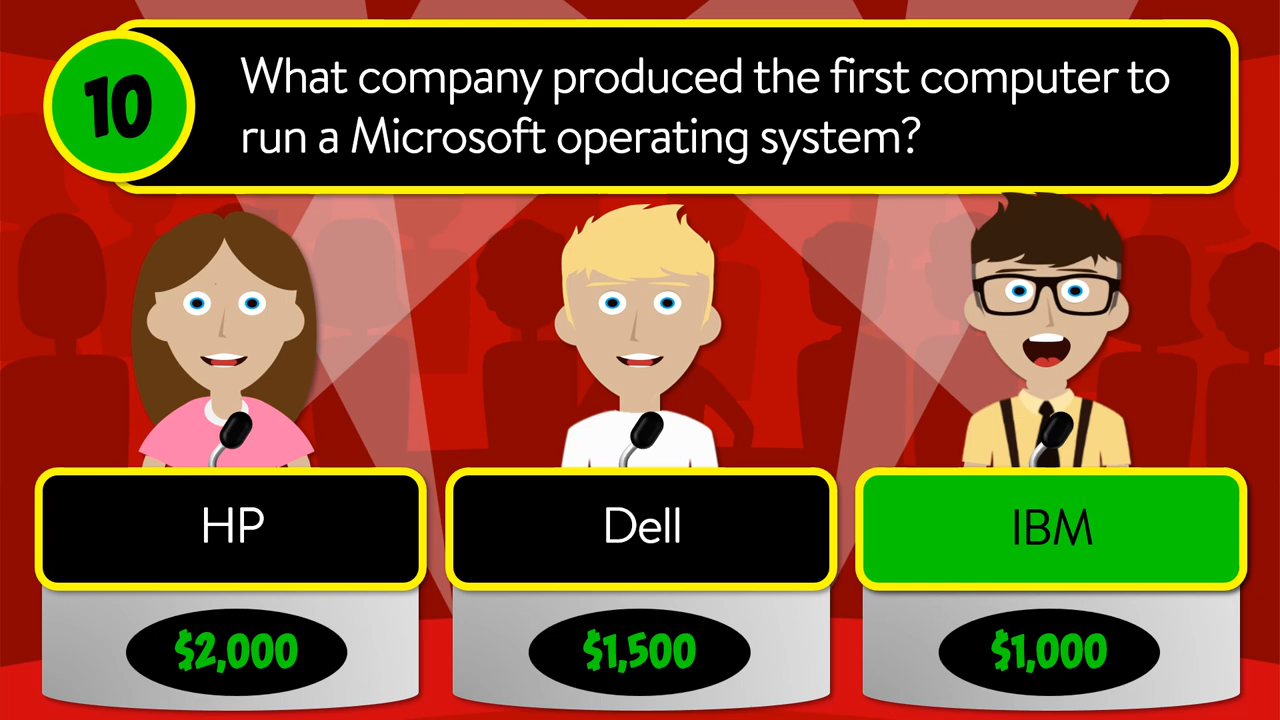 10
What company produced the first computer to
run a Microsoft operating system?
HP
Dell
IBM
$2,000
$1,500
$1,000